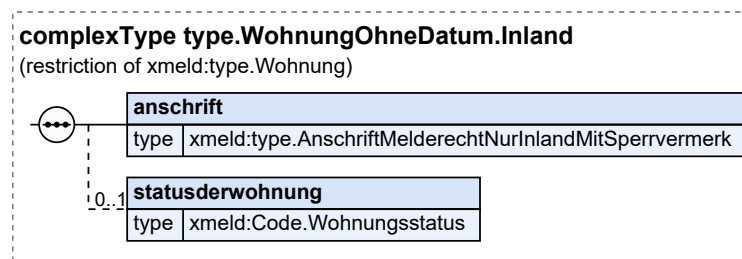 complexType type.WohnungOhneDatum.Inland
(restriction of xmeld:type.Wohnung)
anschrift
type xmeld:type.AnschriftMelderechtNurInlandMitSperrvermerk
0..1
statusderwohnung
type xmeld:Code.Wohnungsstatus